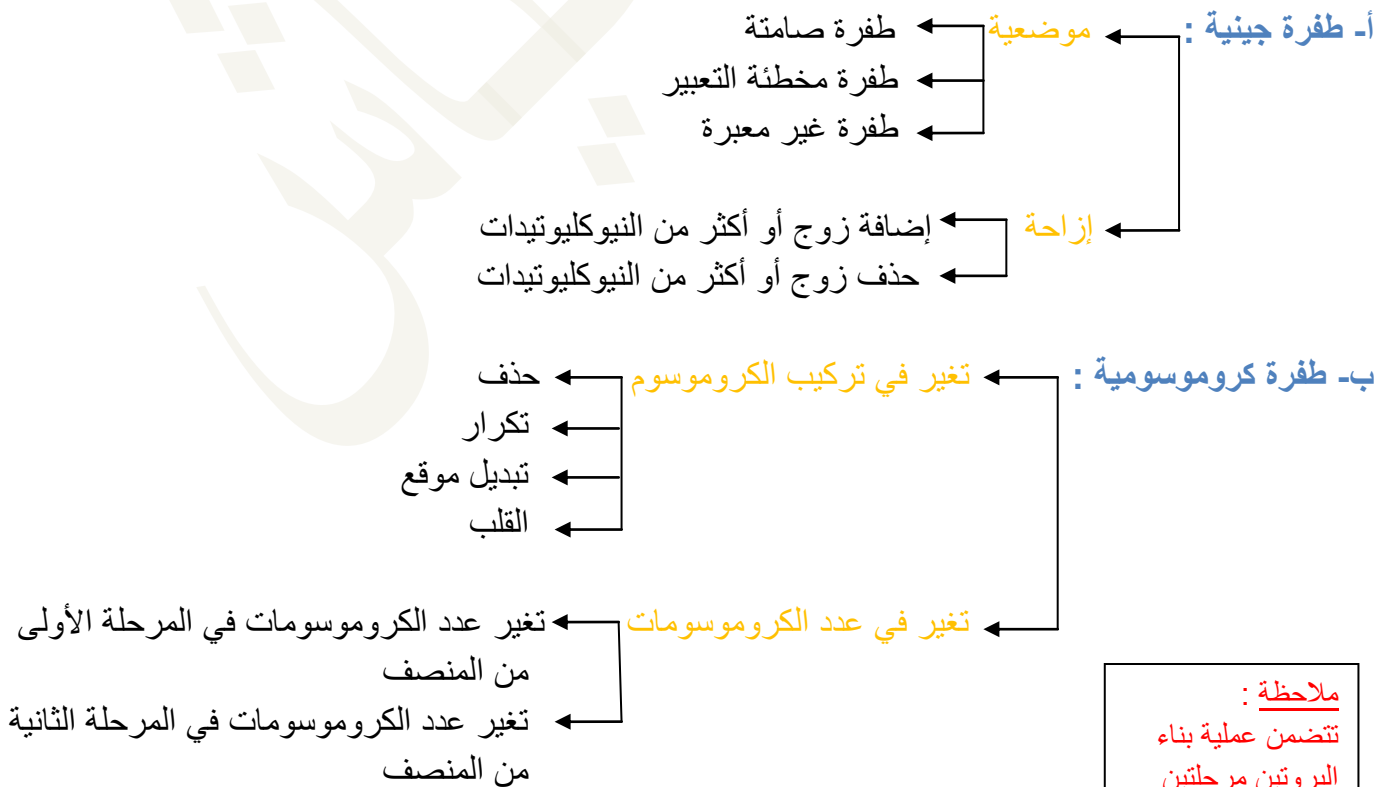 أ- طفرة جينية : موضعية طفرة صامتة
طفرة مخطئة التعبير
طفرة غير معبرة
إزاحة إضافة زوج أو أكثر من النيوكليوتيدات
حذف زوج أو أكثر من النيوكليوتيدات
ب- طفرة كروموسومية : تغير في تركيب الكروموسوم حذف
تكرار
تبديل موقع
القلب
تغير في عدد الكروموسومات تغير عدد الكروموسومات في المرحلة الأولى
من المنصف
تغير عدد الكروموسومات في المرحلة الثانية
من المنصف
ملاحظة :
تتضمن عملية بناء
البروتين مرحلتين